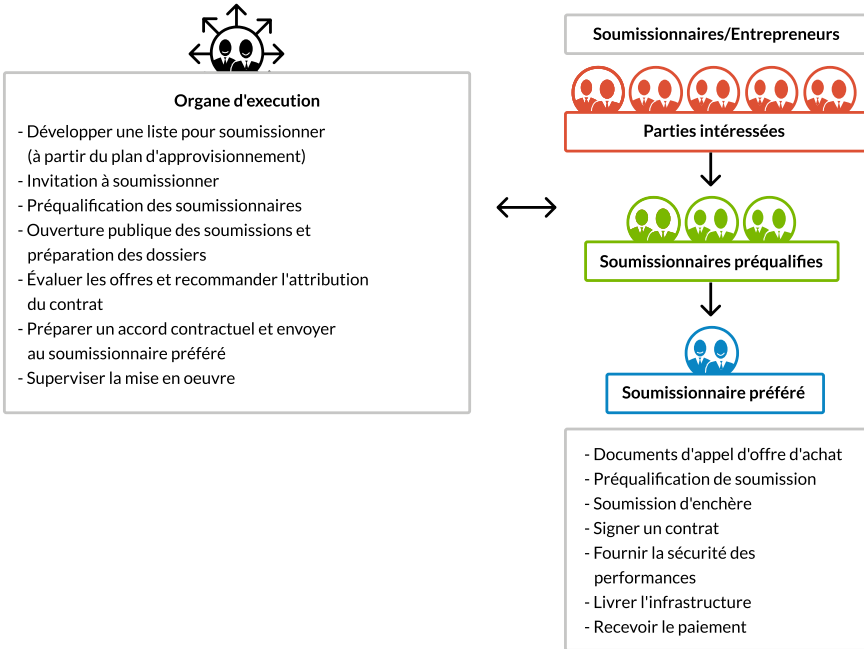 Organe d'execution
- Développer une liste pour soumissionner
(à partir du plan d'approvisionnement)
- Invitation à soumissionner
- Préqualification des soumissionnaires
- Ouverture publique des soumissions et
préparation des dossiers
- Évaluer les offres et recommander l'attribution
du contrat
- Préparer un accord contractuel et envoyer
au soumissionnaire préféré
- Superviser la mise en oeuvre
Soumissionnaires/Entrepreneurs
Parties intéressées
Soumissionnaires préqualifies
Soumissionnaire préféré
- Documents d'appel d'offre d'achat
- Préqualification de soumission
- Soumission d'enchère
- Signer un contrat
- Fournir la sécurité des
performances
- Livrer l'infrastructure
- Recevoir le paiement